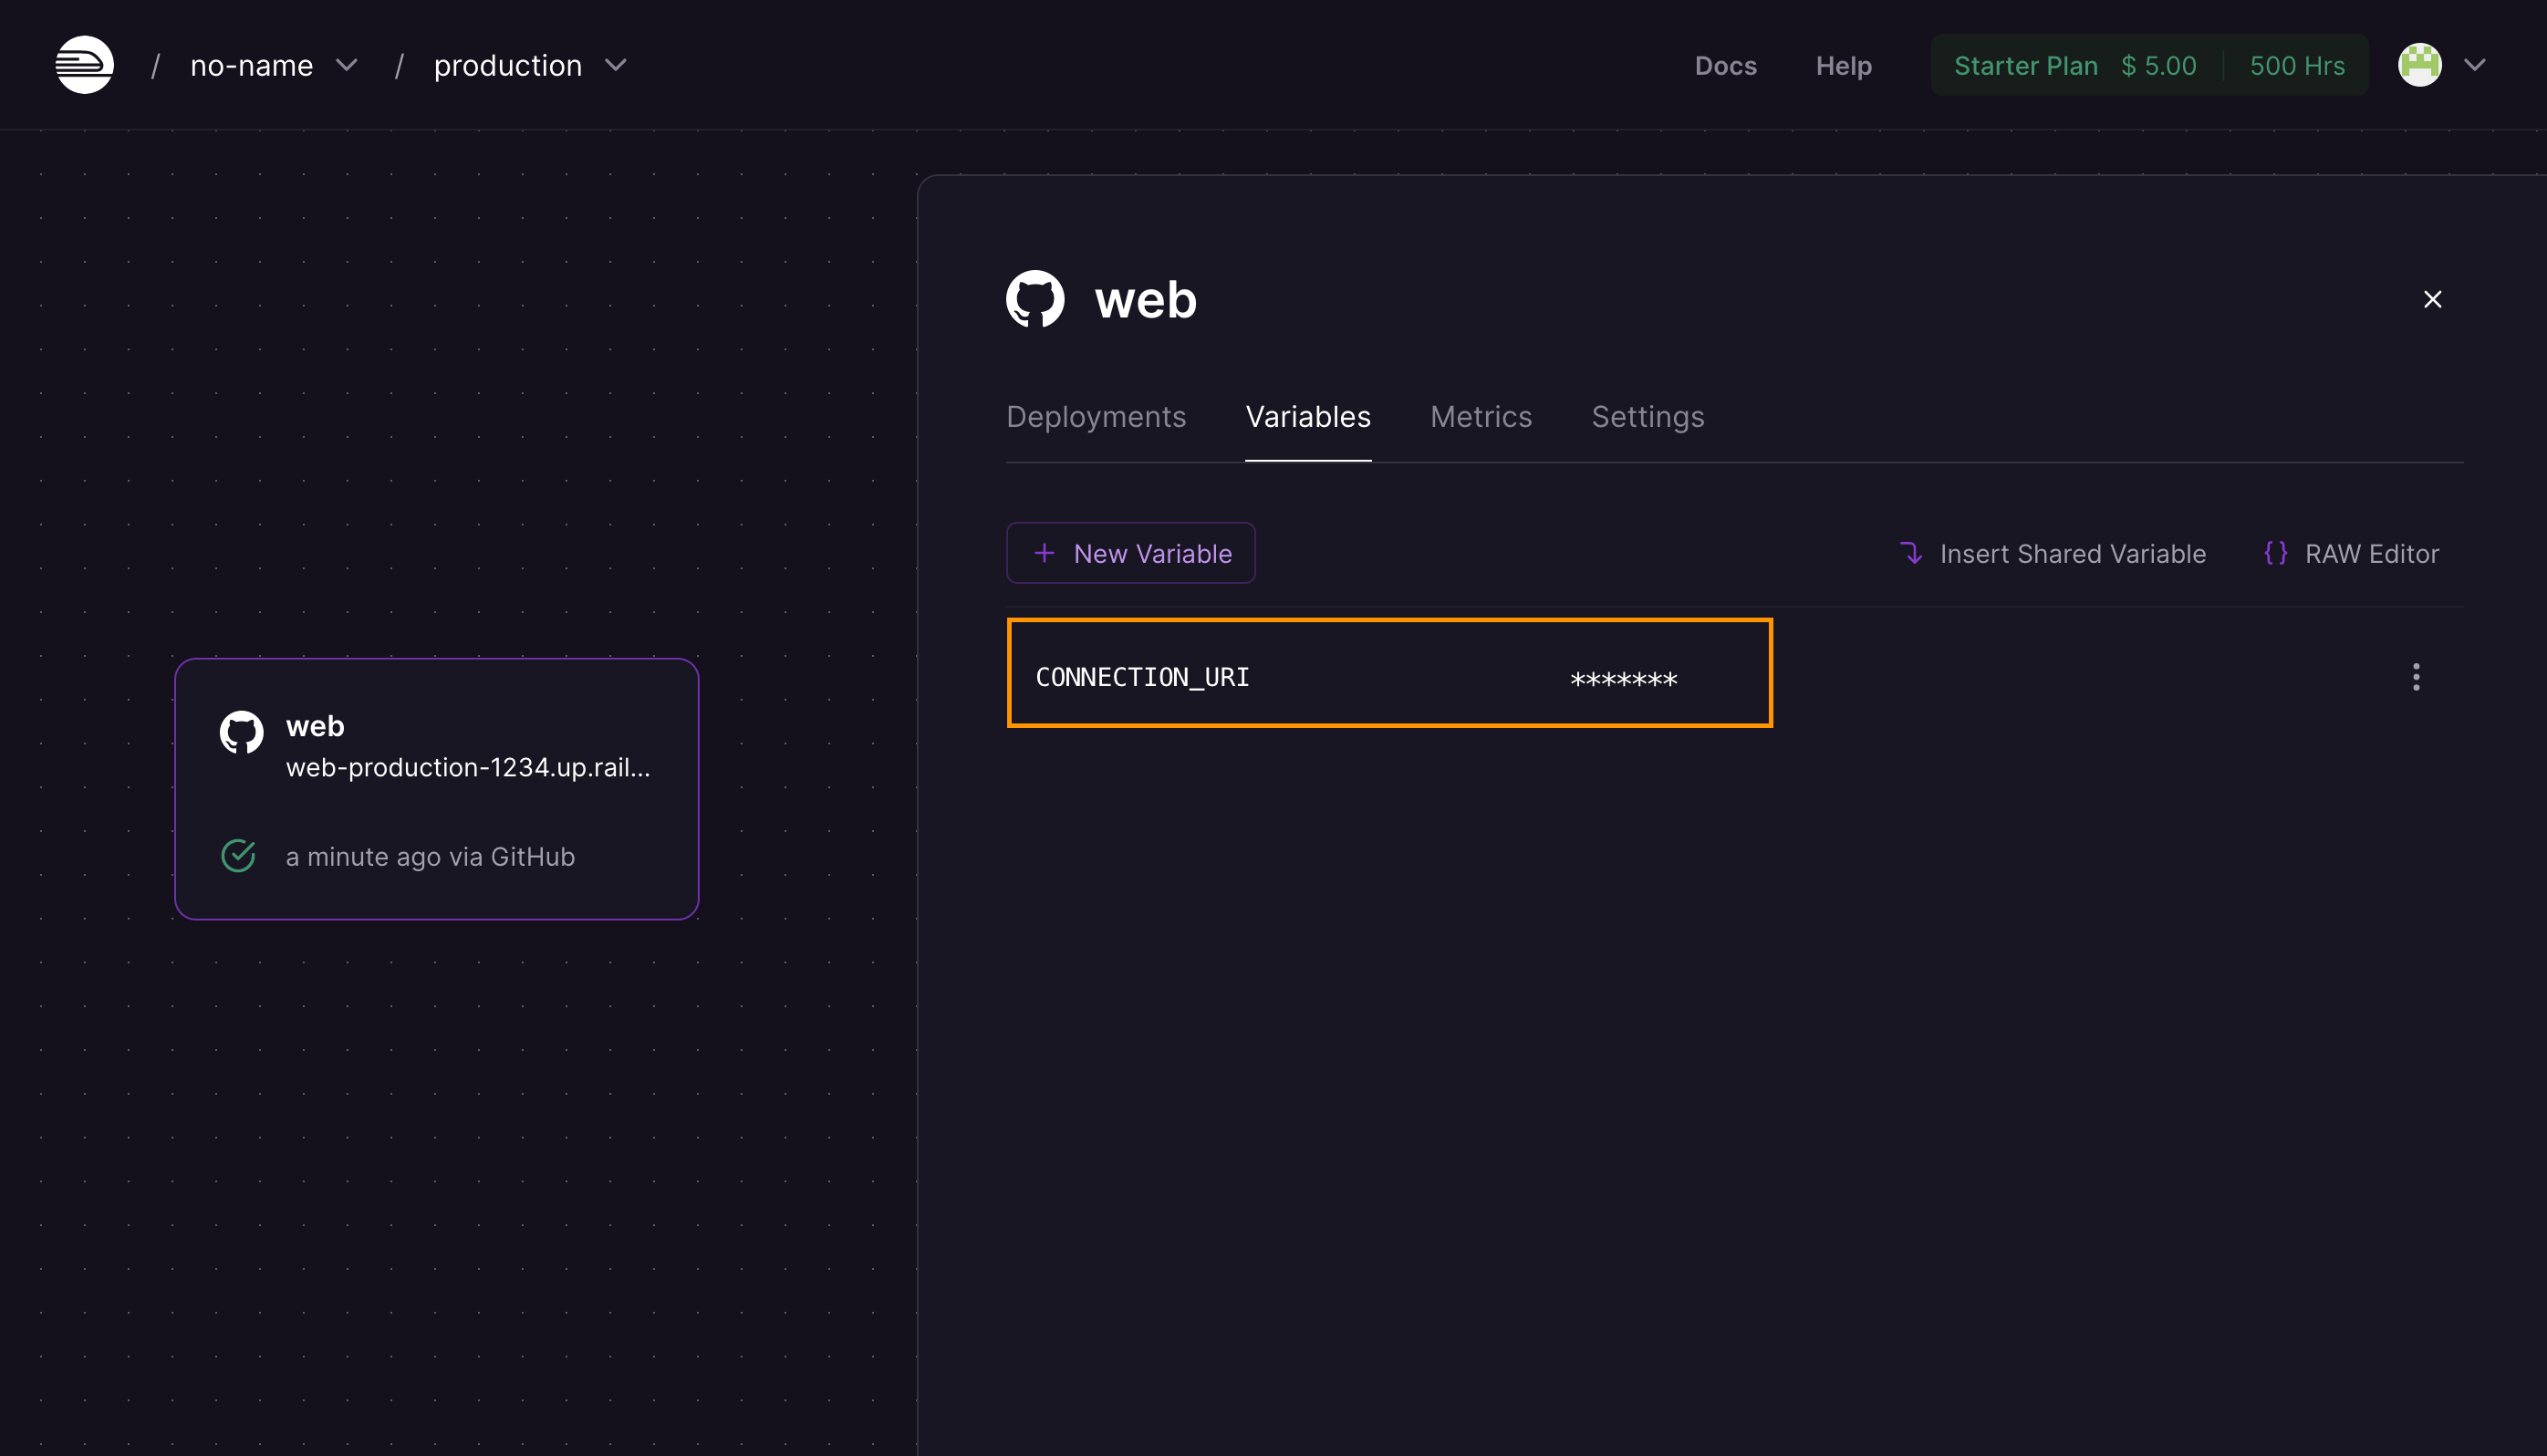 / no-name / production Docs Help Starter Plan $ 5.00 500 Hrs
web
Deployments Variables Metrics Settings
+ New Variable Insert Shared Variable {} RAW Editor
CONNECTION_URI *******
web
web-production-1234.up.rail...
a minute ago via GitHub